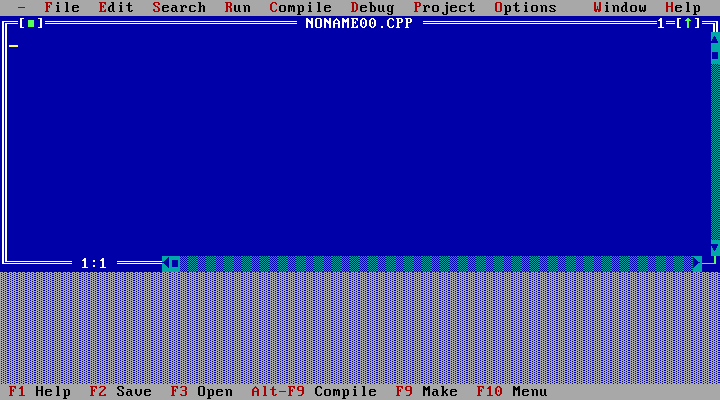 - File Edit Search Run Compile Debug Project Options Window Help
[■] NONAME00.CPP 1=[↑]
1:1
F1 Help F2 Save F3 Open Alt-F9 Compile F9 Make F10 Menu